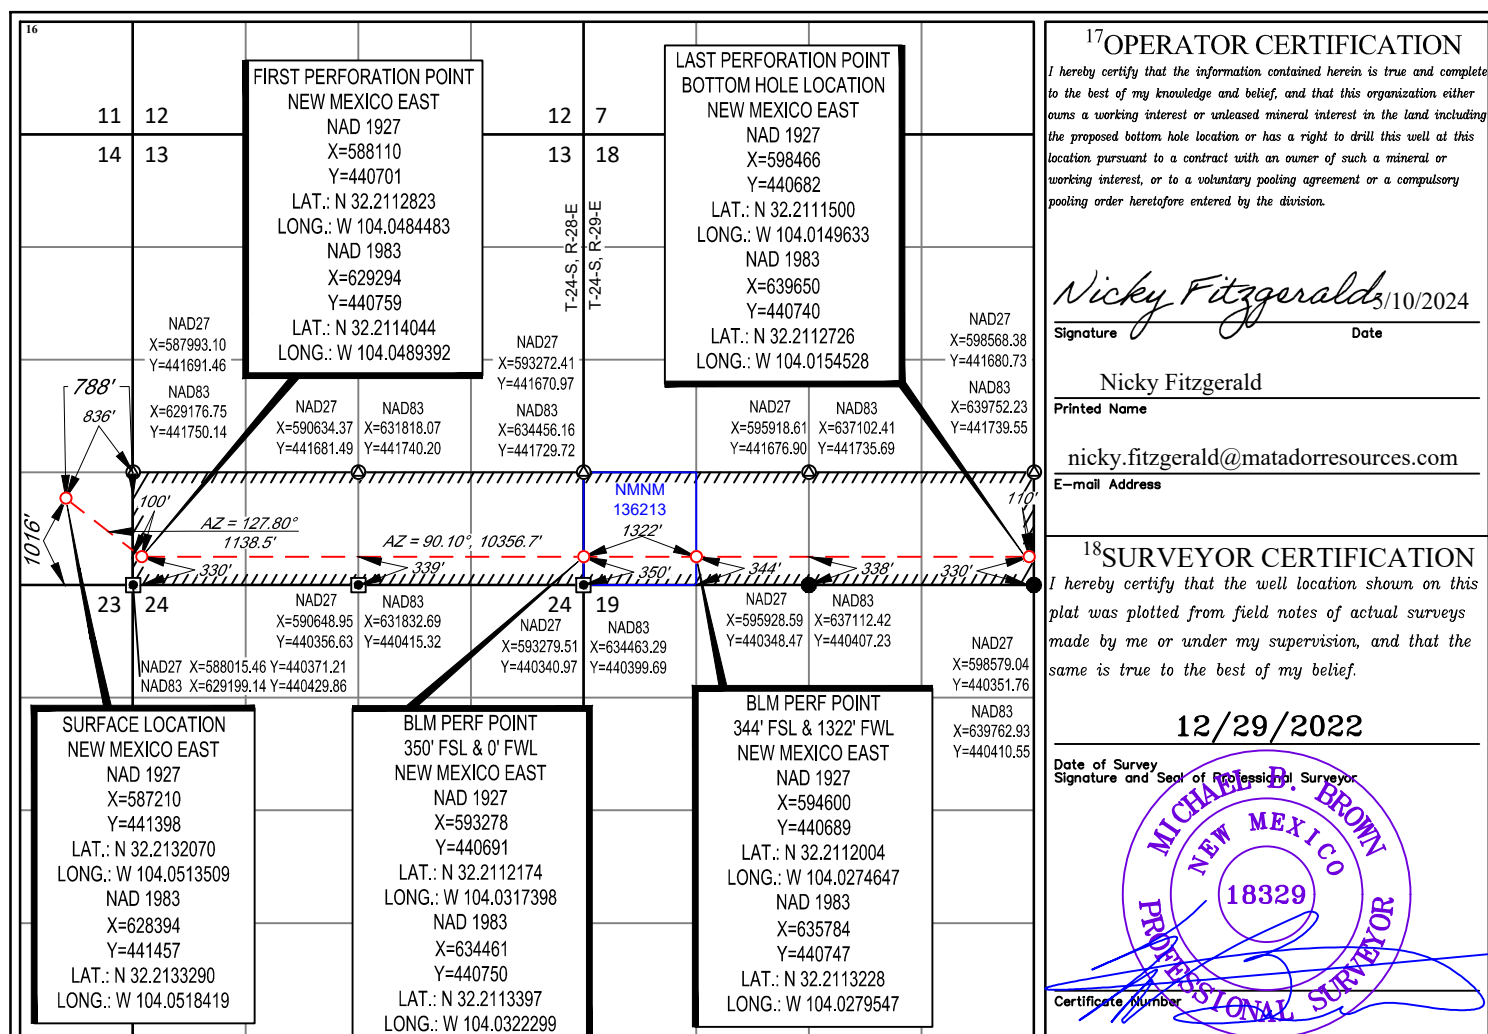 16
11 12
14 13
12 7
13 18
T-24-S, R-28-E
T-24-S, R-29-E
FIRST PERFORATION POINT
NEW MEXICO EAST
NAD 1927
X=588110
Y=440701
LAT.: N 32.2112823
LONG.: W 104.0484483
NAD 1983
X=629294
Y=440759
LAT.: N 32.2114044
LONG.: W 104.0489392
LAST PERFORATION POINT
BOTTOM HOLE LOCATION
NEW MEXICO EAST
NAD 1927
X=598466
Y=440682
LAT.: N 32.2111500
LONG.: W 104.0149633
NAD 1983
X=639650
Y=440740
LAT.: N 32.2112726
LONG.: W 104.0154528
NAD27
X=587993.10
Y=441691.46
NAD83
X=629176.75
Y=441750.14
NAD27
X=590634.37
Y=441681.49
NAD83
X=631818.07
Y=441740.20
NAD27
X=593272.41
Y=441670.97
NAD83
X=634456.16
Y=441729.72
NAD27
X=595918.61
Y=441676.90
NAD83
X=637102.41
Y=441735.69
NAD27
X=598568.38
Y=441680.73
NAD83
X=639752.23
Y=441739.55
788'
836'
1016'
100'
AZ = 127.80°
1138.5'
330'
AZ = 90.10°, 10356.7'
339'
NMNM
136213
1322'
350'
344'
338'
330'
110'
23 24
24 19
NAD27
X=590648.95
Y=440356.63
NAD83
X=631832.69
Y=440415.32
NAD27
X=593279.51
Y=440340.97
NAD83
X=634463.29
Y=440399.69
NAD27
X=595928.59
Y=440348.47
NAD83
X=637112.42
Y=440407.23
NAD27
X=598579.04
Y=440351.76
NAD83
X=639762.93
Y=440410.55
NAD27 X=588015.46 Y=440371.21
NAD83 X=629199.14 Y=440429.86
SURFACE LOCATION
NEW MEXICO EAST
NAD 1927
X=587210
Y=441398
LAT.: N 32.2132070
LONG.: W 104.0513509
NAD 1983
X=628394
Y=441457
LAT.: N 32.2133290
LONG.: W 104.0518419
BLM PERF POINT
350' FSL & 0' FWL
NEW MEXICO EAST
NAD 1927
X=593278
Y=440691
LAT.: N 32.2112174
LONG.: W 104.0317398
NAD 1983
X=634461
Y=440750
LAT.: N 32.2113397
LONG.: W 104.0322299
BLM PERF POINT
344' FSL & 1322' FWL
NEW MEXICO EAST
NAD 1927
X=594600
Y=440689
LAT.: N 32.2112004
LONG.: W 104.0274647
NAD 1983
X=635784
Y=440747
LAT.: N 32.2113228
LONG.: W 104.0279547
17 OPERATOR CERTIFICATION
I hereby certify that the information contained herein is true and complete
to the best of my knowledge and belief, and that this organization either
owns a working interest or unleased mineral interest in the land including
the proposed bottom hole location or has a right to drill this well at this
location pursuant to a contract with an owner of such a mineral or
working interest, or to a voluntary pooling agreement or a compulsory
pooling order heretofore entered by the division.
Nicky Fitzgerald 5/10/2024
Signature Date
Nicky Fitzgerald
Printed Name
nicky.fitzgerald@matadorresources.com
E-mail Address
18 SURVEYOR CERTIFICATION
I hereby certify that the well location shown on this
plat was plotted from field notes of actual surveys
made by me or under my supervision, and that the
same is true to the best of my belief.
12/29/2022
Date of Survey
Signature and Seal of Professional Surveyor
MICHAEL B. BROWN
NEW MEXICO
18329
PROFESSIONAL SURVEYOR
Certificate Number